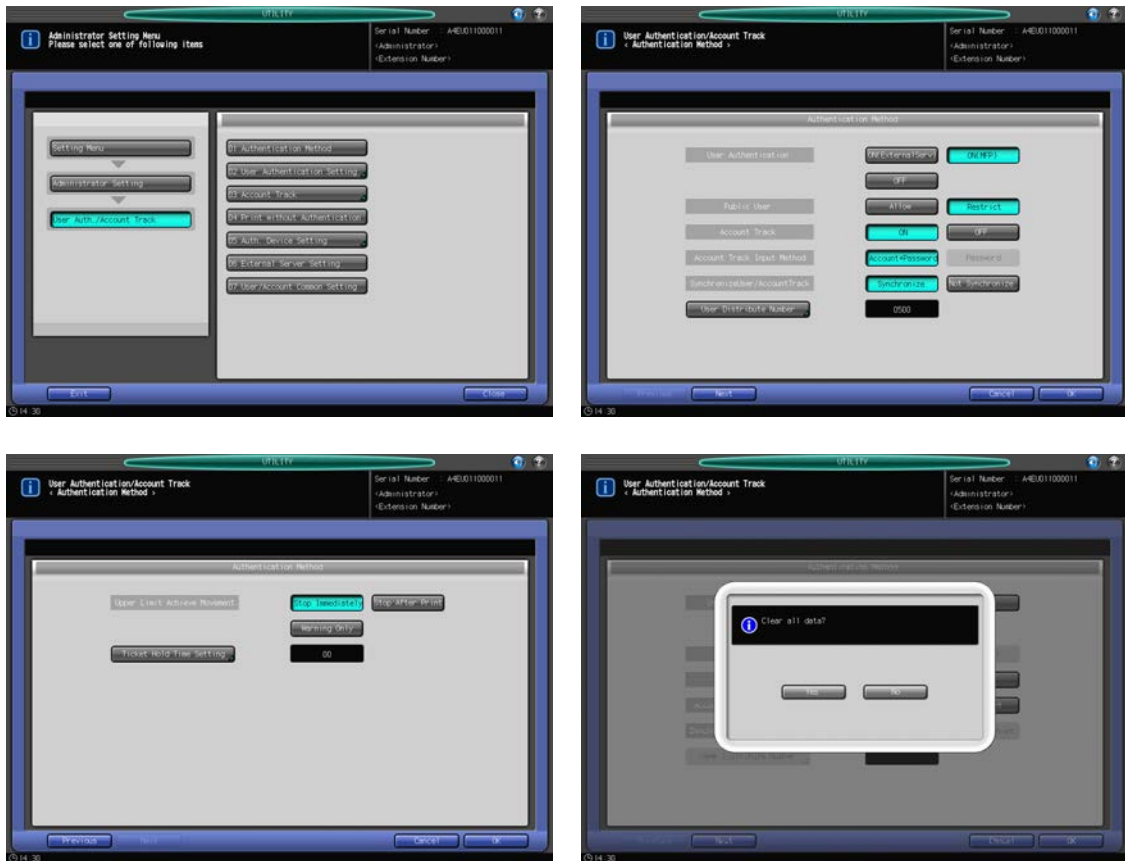 UTILITY
Administrator Setting Menu
Please select one of following items
Serial Number : A4EU011000011
<Administrator>
<Extension Number>
Setting Menu
Administrator Setting
User Auth./Account Track
01 Authentication Method
02 User Authentication Setting
03 Account Track
04 Print without Authentication
05 Auth. Device Setting
06 External Server Setting
07 User/Account Common Setting
Exit
Close
14:30
UTILITY
User Authentication/Account Track
< Authentication Method >
Serial Number : A4EU011000011
<Administrator>
<Extension Number>
Authentication Method
User Authentication
ON(ExternalServ)
ON(MFP)
OFF
Public User
Allow
Restrict
Account Track
ON
OFF
Account Track Input Method
Account+Password
Password
SynchronizeUser/AccountTrack
Synchronize
Not Synchronize
User Distribute Number
0500
Previous
Next
Cancel
OK
14:30
UTILITY
User Authentication/Account Track
< Authentication Method >
Serial Number : A4EU011000011
<Administrator>
<Extension Number>
Authentication Method
Upper Limit Achieve Movement
Stop Immediately
Stop After Print
Warning Only
Ticket Hold Time Setting
00
Previous
Next
Cancel
OK
14:30
UTILITY
User Authentication/Account Track
< Authentication Method >
Serial Number : A4EU011000011
<Administrator>
<Extension Number>
Authentication Method
Clear all data?
Yes
No
Previous
Next
Cancel
OK
14:30